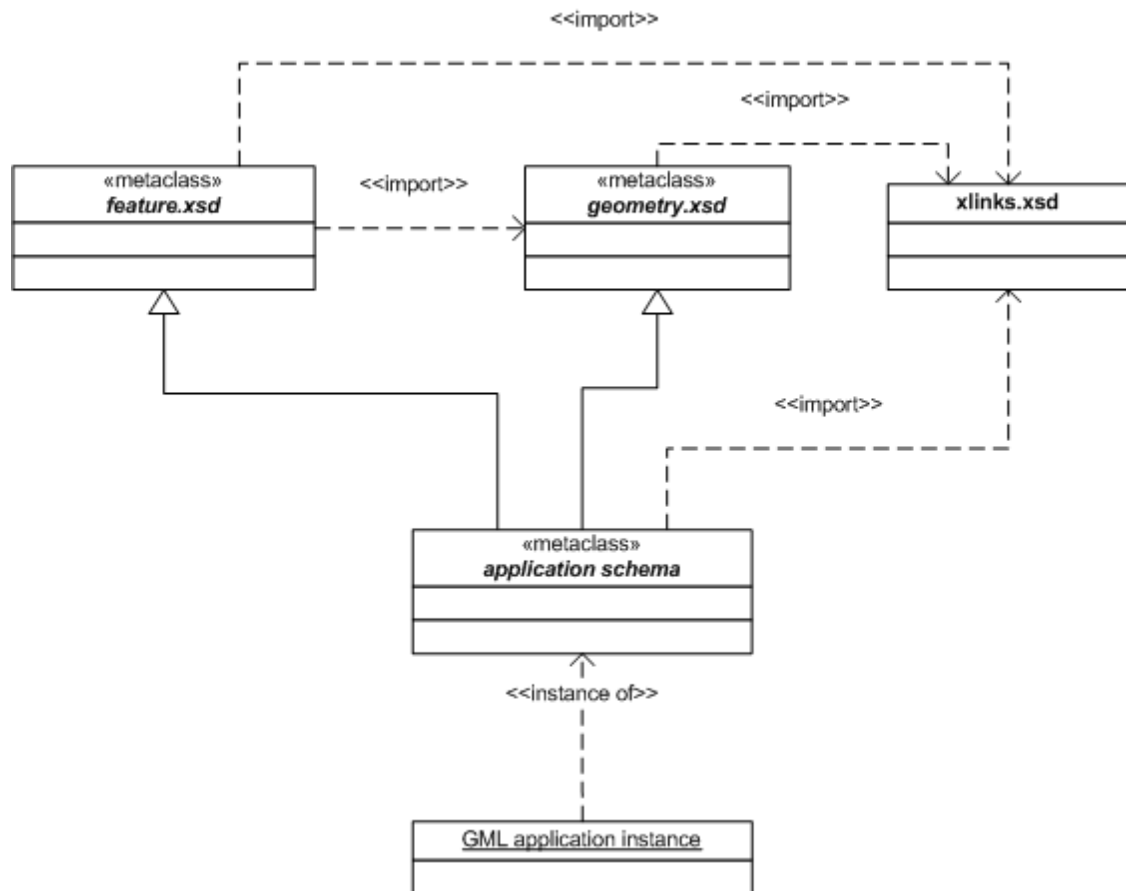 <<import>>
<<import>>
«metaclass»
feature.xsd
<<import>>
«metaclass»
geometry.xsd
xlinks.xsd
<<import>>
«metaclass»
application schema
<<instance of>>
GML application instance